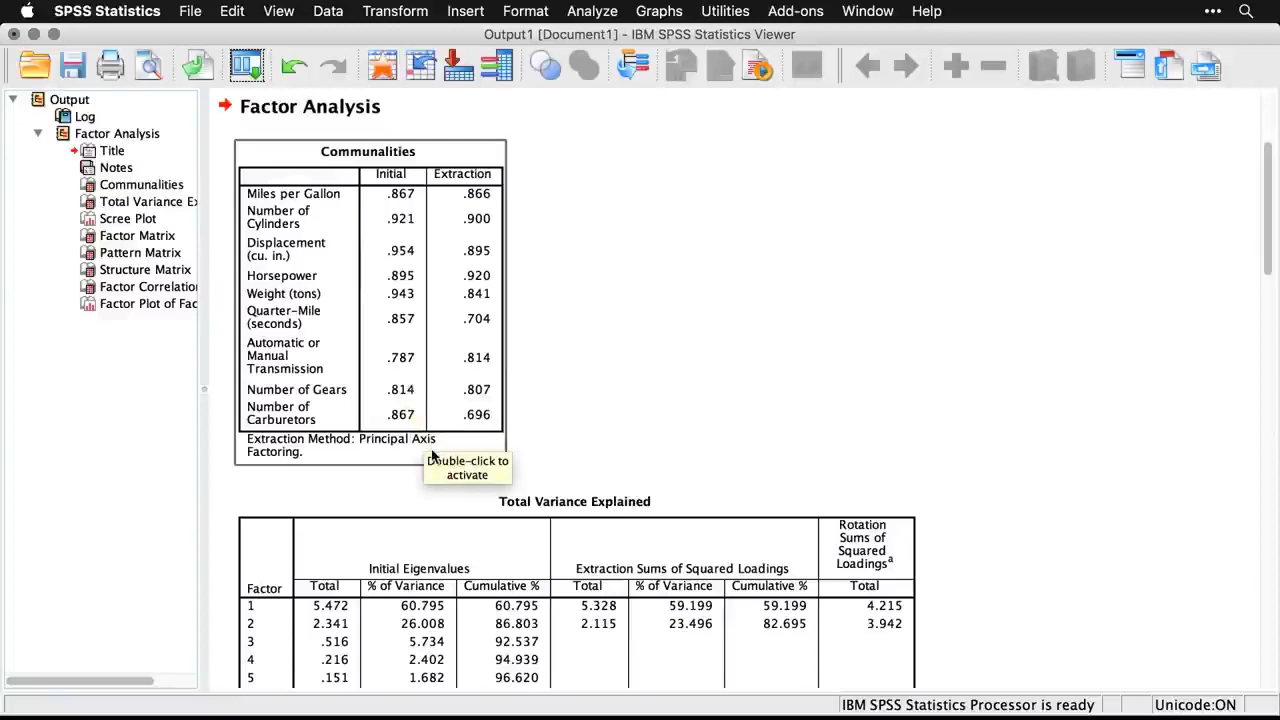 SPSS Statistics File Edit View Data Transform Insert Format Analyze Graphs Utilities Add-ons Window Help
Output1 [Document1] - IBM SPSS Statistics Viewer
Output
Log
Factor Analysis
Title
Notes
Communalities
Total Variance Ex
Scree Plot
Factor Matrix
Pattern Matrix
Structure Matrix
Factor Correlation
Factor Plot of Fac
Factor Analysis
Communalities
Initial Extraction
Miles per Gallon .867 .866
Number of
Cylinders .921 .900
Displacement
(cu. in.) .954 .895
Horsepower .895 .920
Weight (tons) .943 .841
Quarter-Mile
(seconds) .857 .704
Automatic or
Manual
Transmission .787 .814
Number of Gears .814 .807
Number of
Carburetors .867 .696
Extraction Method: Principal Axis
Factoring.
Double-click to
activate
Total Variance Explained
Rotation
Sums of
Squared
Loadingsa
Initial Eigenvalues Extraction Sums of Squared Loadings
Factor Total % of Variance Cumulative % Total % of Variance Cumulative % Total
1 5.472 60.795 60.795 5.328 59.199 59.199 4.215
2 2.341 26.008 86.803 2.115 23.496 82.695 3.942
3 .516 5.734 92.537
4 .216 2.402 94.939
5 .151 1.682 96.620
IBM SPSS Statistics Processor is ready Unicode:ON